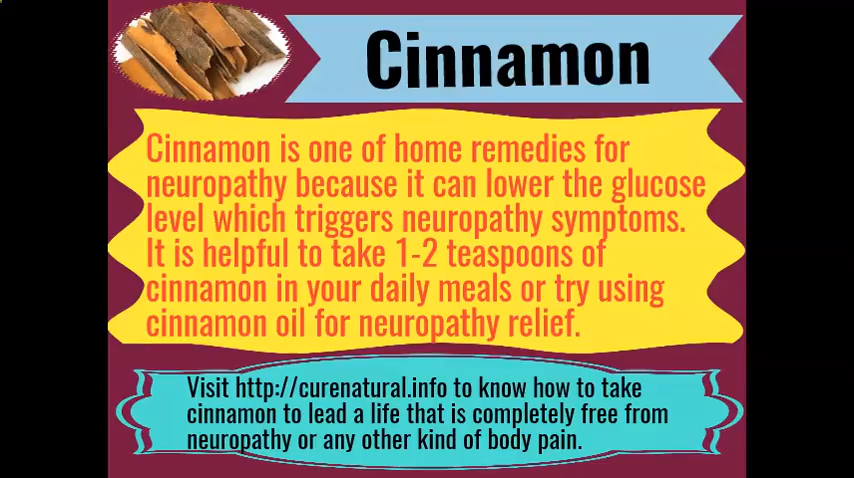 Cinnamon
Cinnamon is one of home remedies for
neuropathy because it can lower the glucose
level which triggers neuropathy symptoms.
It is helpful to take 1-2 teaspoons of
cinnamon in your daily meals or try using
cinnamon oil for neuropathy relief.
Visit http://curenatural.info to know how to take
cinnamon to lead a life that is completely free from
neuropathy or any other kind of body pain.